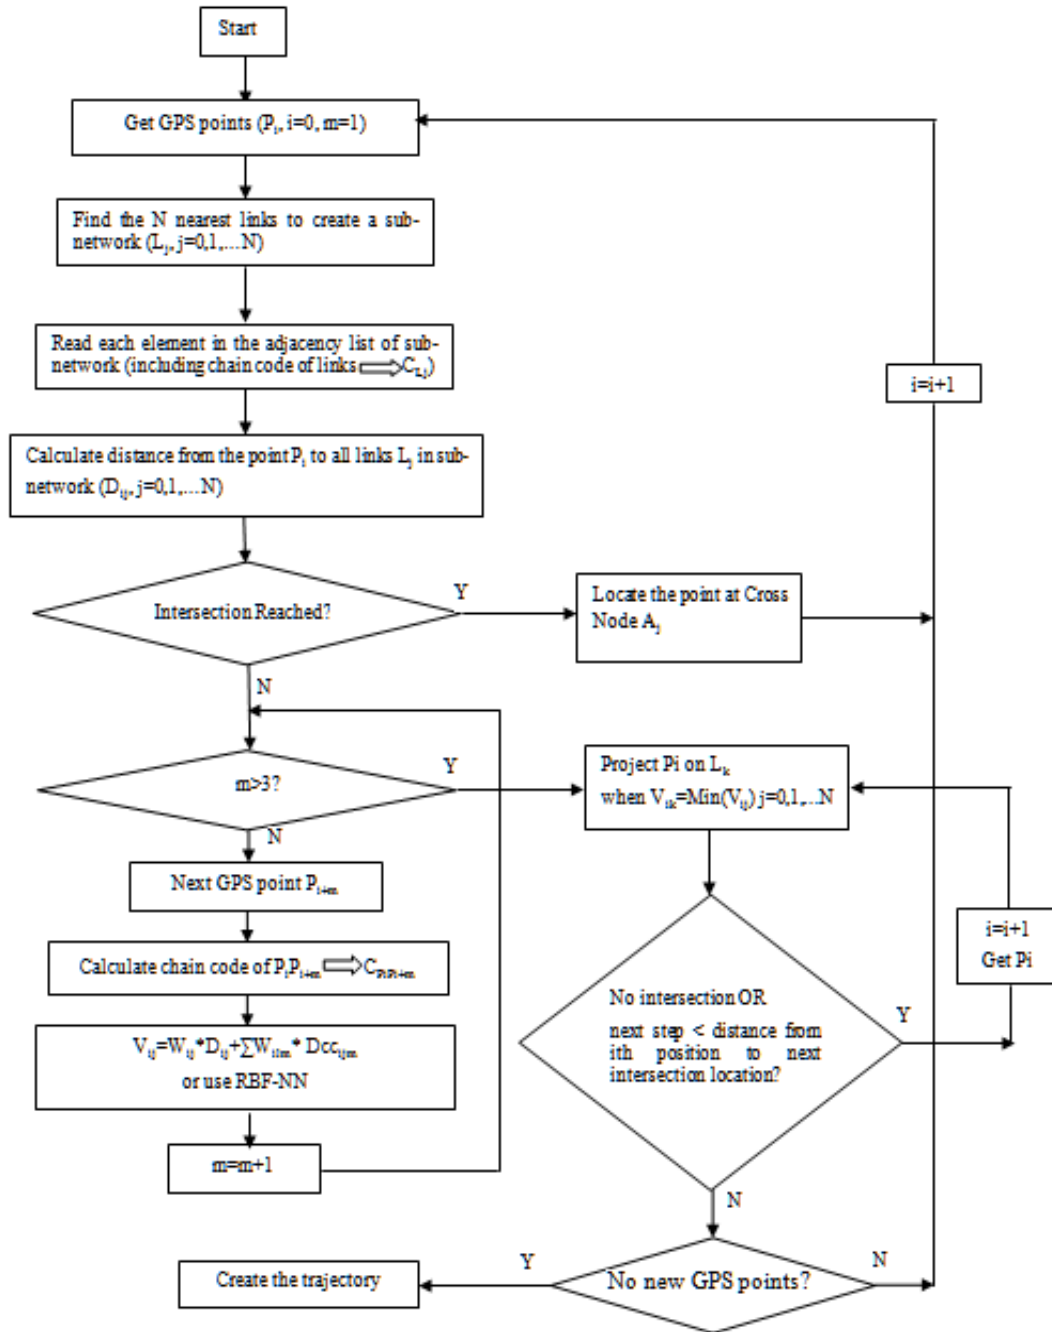 Start
Get GPS points (Pi, i=0, m=1)
Find the N nearest links to create a sub-
network (Lj, j=0,1,...N)
Read each element in the adjacency list of sub-
network (including chain code of links ⇒CLj)
i=i+1
Calculate distance from the point Pi to all links Lj in sub-
network (Dij, j=0,1,...N)
Intersection Reached?
Y
Locate the point at Cross
Node Aj
N
m>3?
Y
Project Pi on Lk
when Vik=Min(Vij) j=0,1,...N
N
Next GPS point Pi+m
i=i+1
Get Pi
Calculate chain code of PiPi+m ⇒ CPiPi+m
No intersection OR
next step < distance from
ith position to next
intersection location?
Y
Vij=Wij*Dij+∑Wilm* Dccijm
or use RBF-NN
m=m+1
N
No new GPS points?
Y
N
Create the trajectory